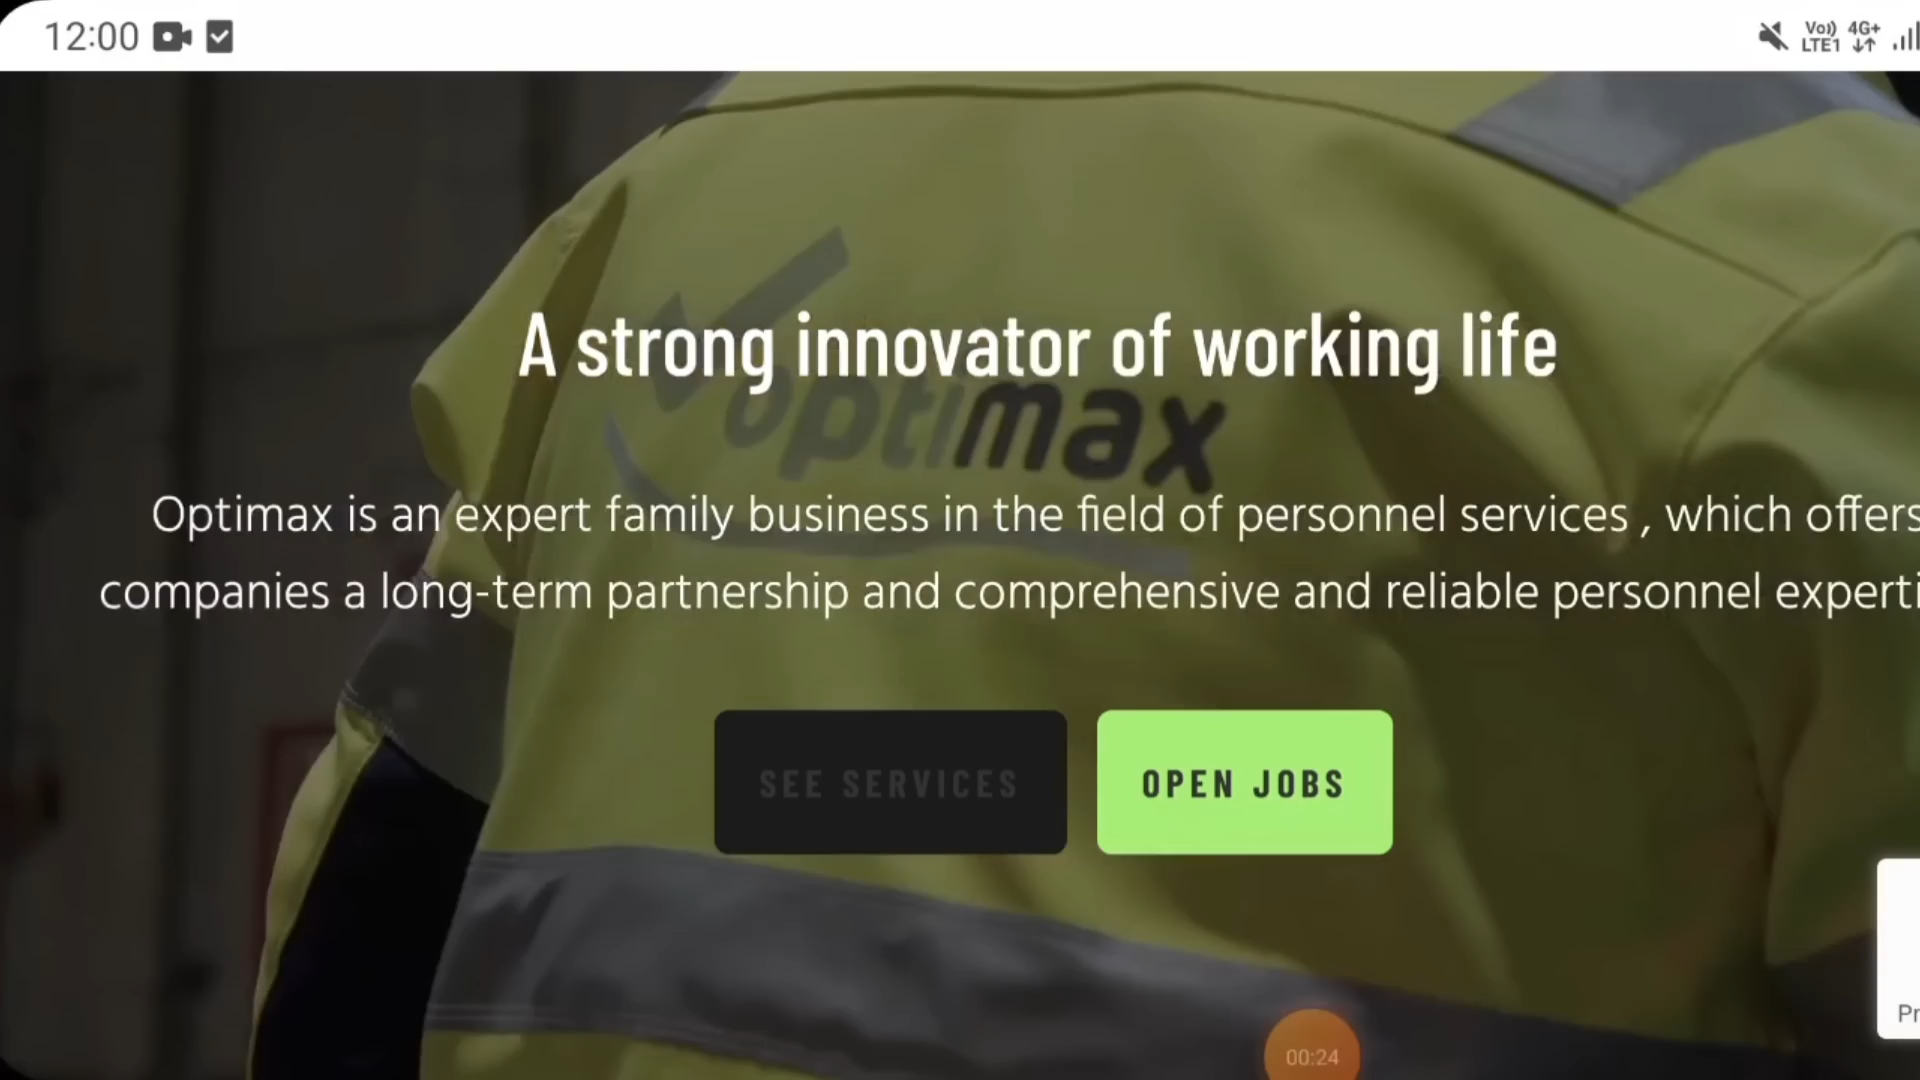 12:00
Vo)) 4G+
LTE1
A strong innovator of working life
optimax
Optimax is an expert family business in the field of personnel services , which offers
companies a long-term partnership and comprehensive and reliable personnel experti
SEE SERVICES OPEN JOBS
Pr
00:24